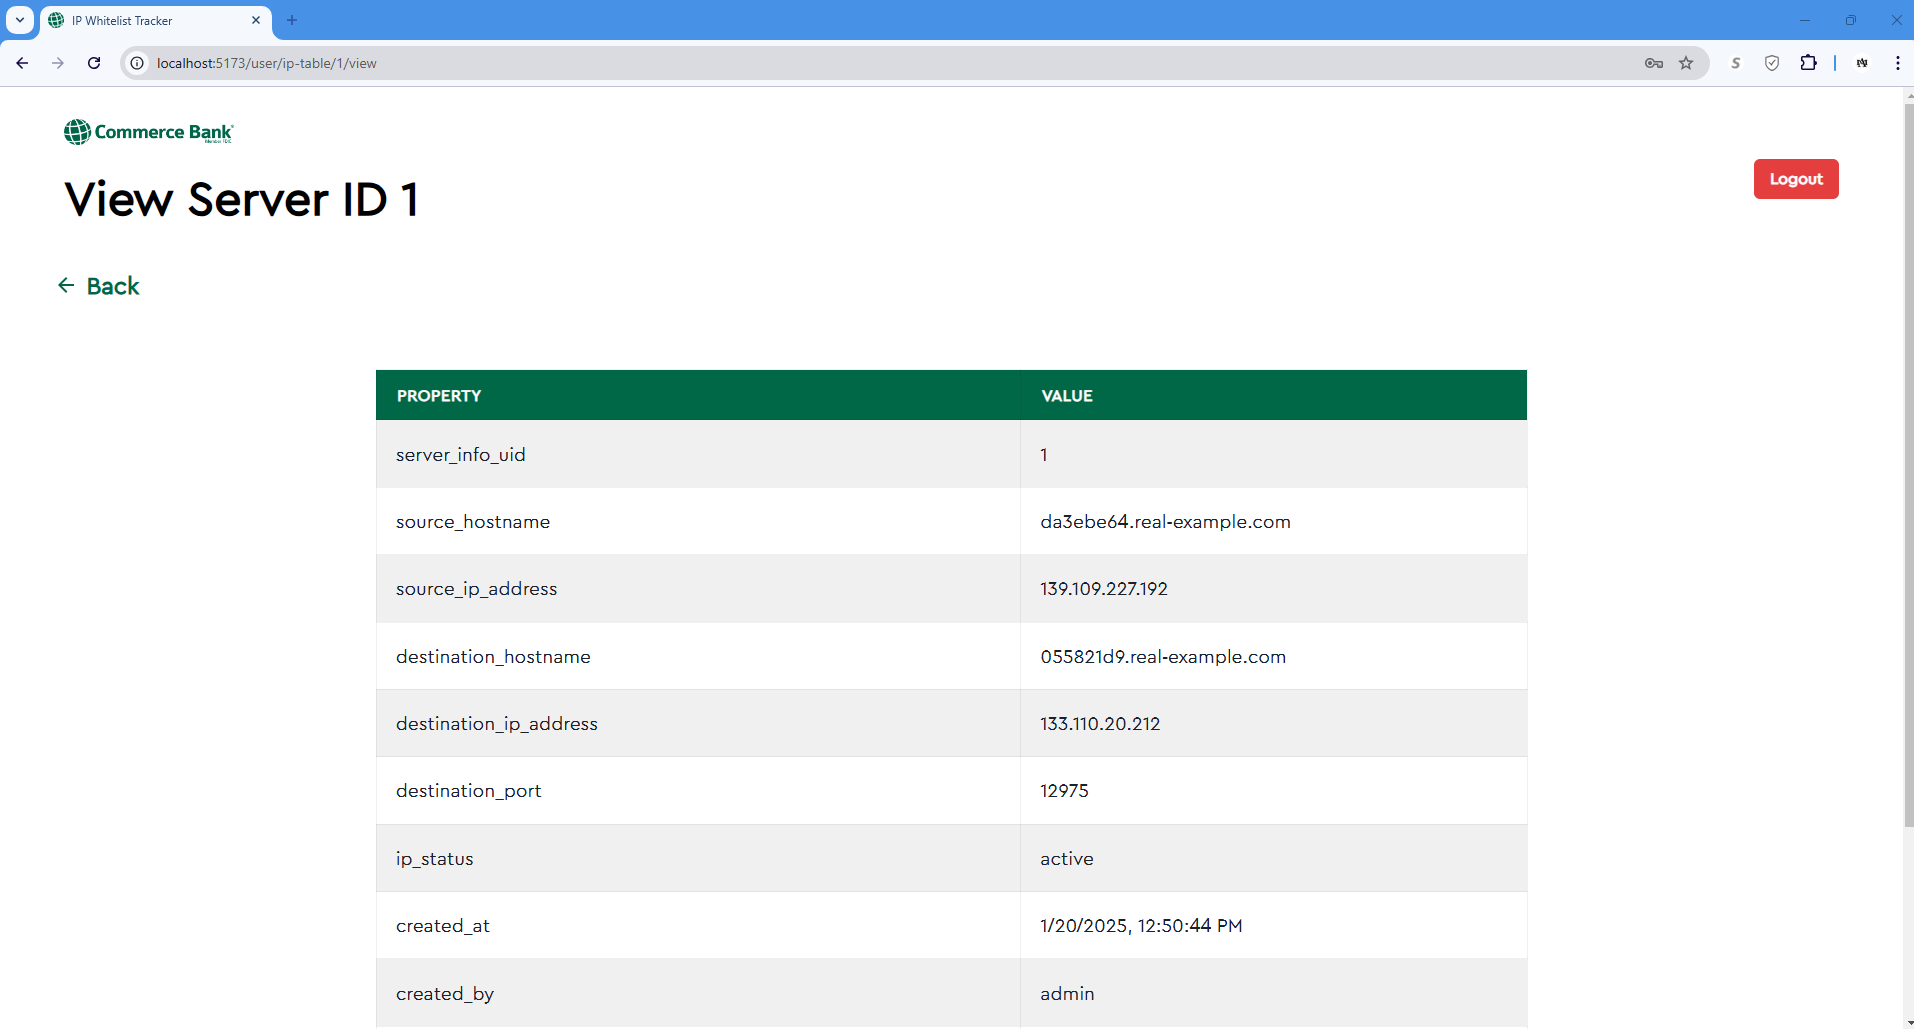 IP Whitelist Tracker
localhost:5173/user/ip-table/1/view
Commerce Bank
Member FDIC
View Server ID 1
Logout
Back
PROPERTY VALUE
server_info_uid 1
source_hostname da3ebe64.real-example.com
source_ip_address 139.109.227.192
destination_hostname 055821d9.real-example.com
destination_ip_address 133.110.20.212
destination_port 12975
ip_status active
created_at 1/20/2025, 12:50:44 PM
created_by admin